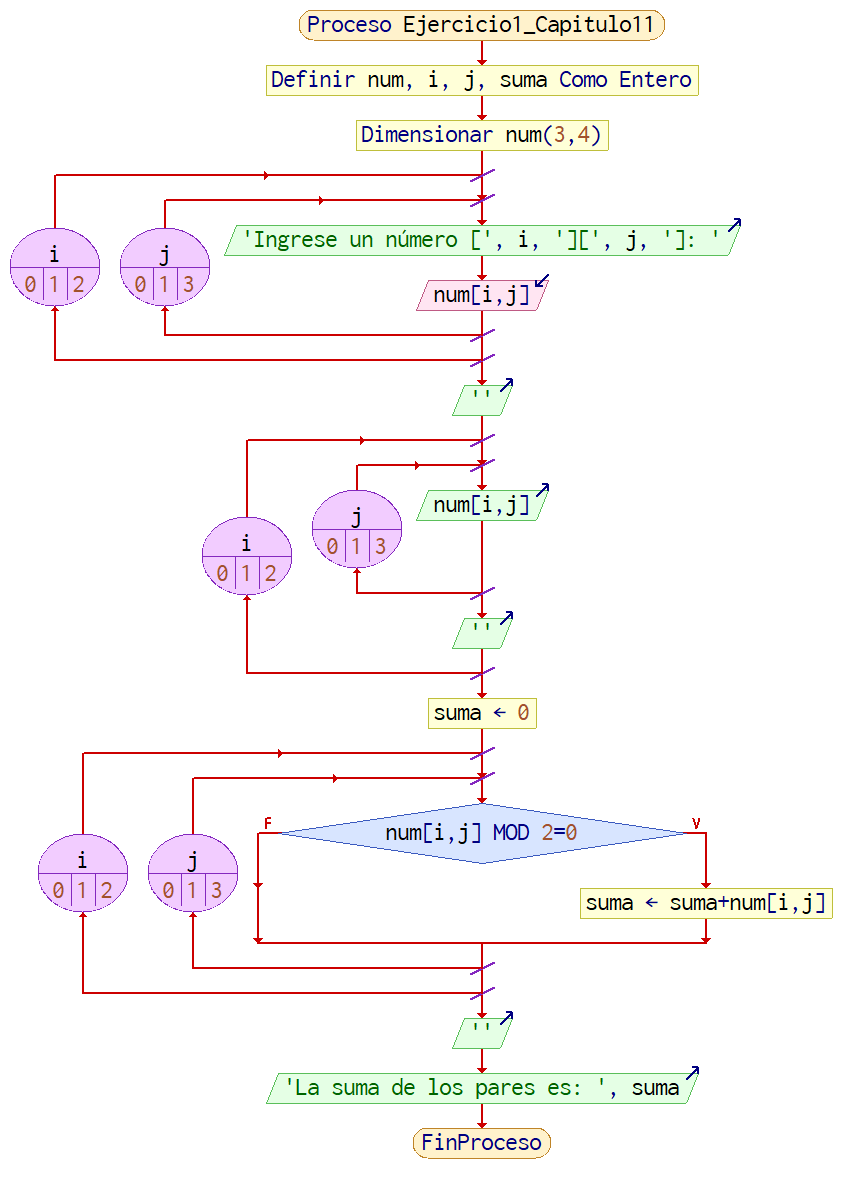 Proceso Ejercicio1_Capitulo11
Definir num, i, j, suma Como Entero
Dimensionar num(3,4)
i
0 1 2
j
0 1 3
'Ingrese un número [', i, '][', j, ']: '
num[i,j]
''
i
0 1 2
j
0 1 3
num[i,j]
''
suma ← 0
i
0 1 2
j
0 1 3
F
num[i,j] MOD 2=0
V
suma ← suma+num[i,j]
''
'La suma de los pares es: ', suma
FinProceso